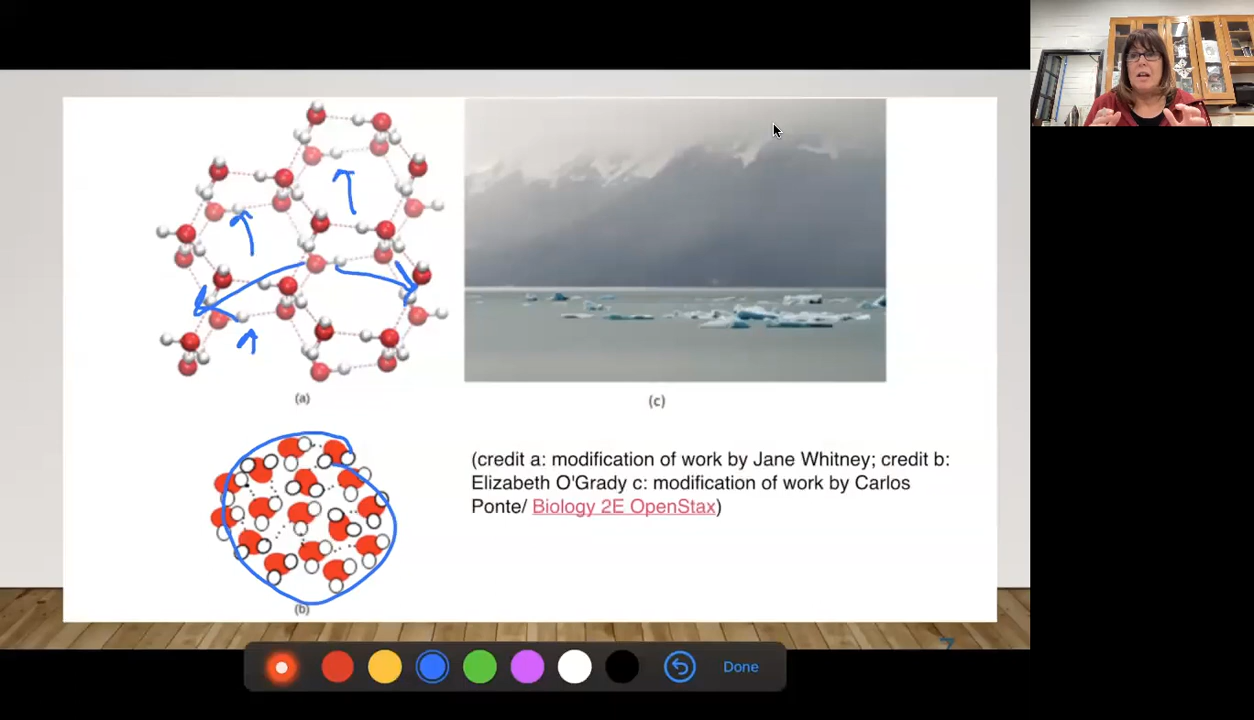 (a)
(c)
(credit a: modification of work by Jane Whitney; credit b:
Elizabeth O'Grady c: modification of work by Carlos
Ponte/ Biology 2E OpenStax)
(b)
Done